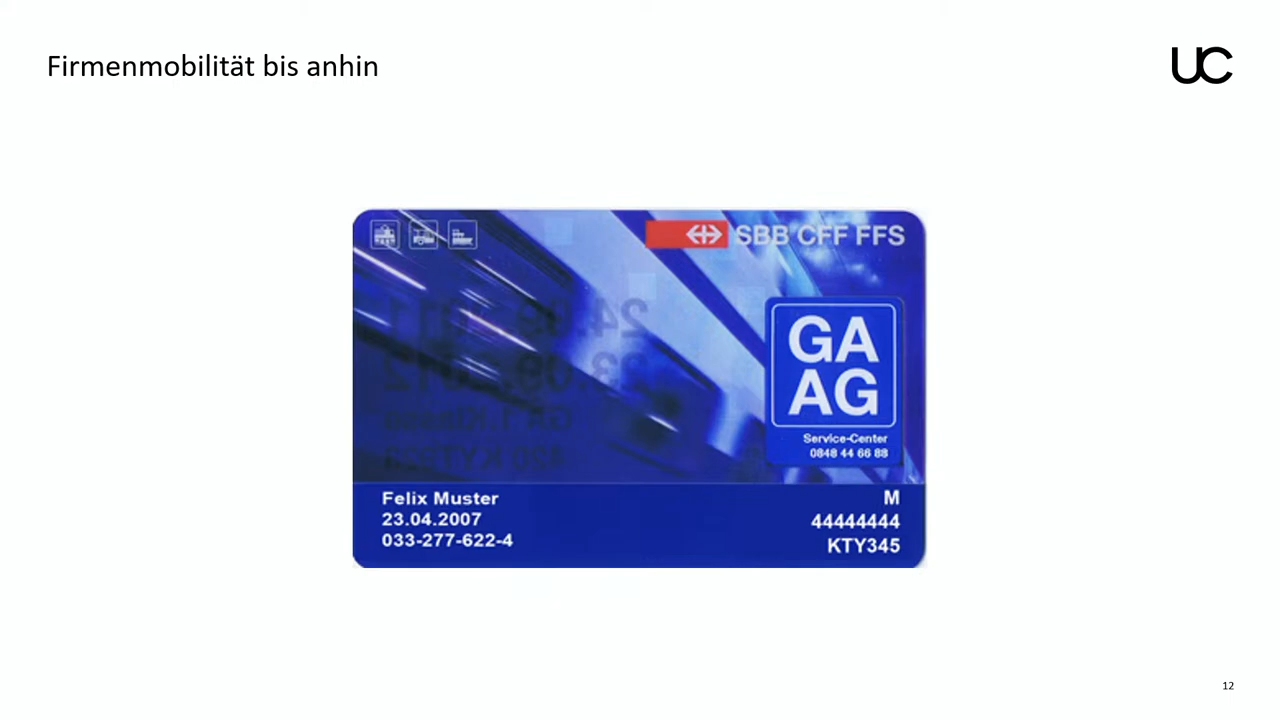 Firmenmobilität bis anhin
UC
SBB CFF FFS
GA
AG
Service-Center
0848 44 66 88
Felix Muster
23.04.2007
033-277-622-4
M
44444444
KTY345
12